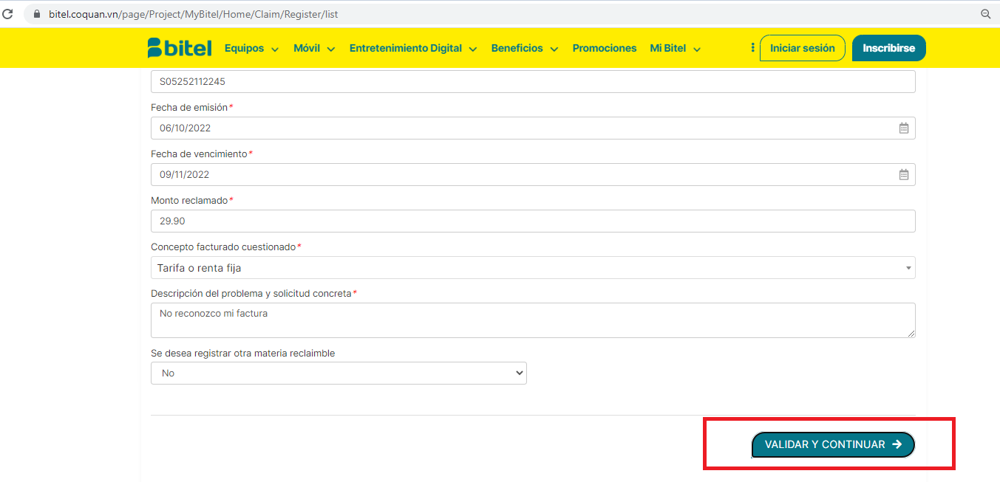 bitel.coquan.vn/page/Project/MyBitel/Home/Claim/Register/list
bitel Equipos Móvil Entretenimiento Digital Beneficios Promociones Mi Bitel Iniciar sesión Inscribirse
S05252112245
Fecha de emisión*
06/10/2022
Fecha de vencimiento*
09/11/2022
Monto reclamado*
29.90
Concepto facturado cuestionado*
Tarifa o renta fija
Descripción del problema y solicitud concreta*
No reconozco mi factura
Se desea registrar otra materia reclaimble
No
VALIDAR Y CONTINUAR →